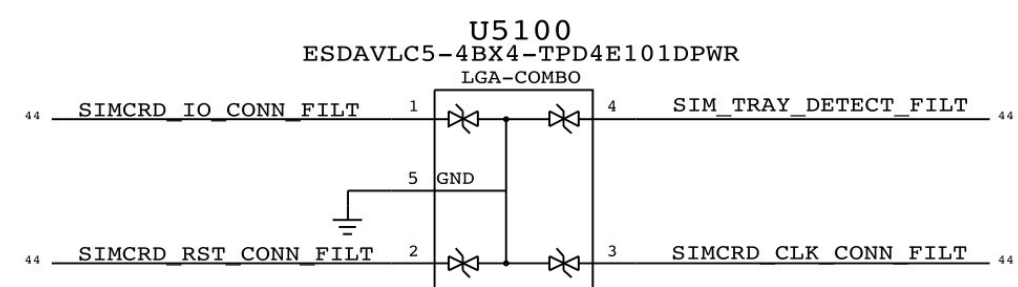 U5100
ESDAVLC5-4BX4-TPD4E101DPWR
LGA-COMBO
44 SIMCRD_IO_CONN_FILT 1 4 SIM_TRAY_DETECT_FILT 44
5 GND
44 SIMCRD_RST_CONN_FILT 2 3 SIMCRD_CLK_CONN_FILT 44